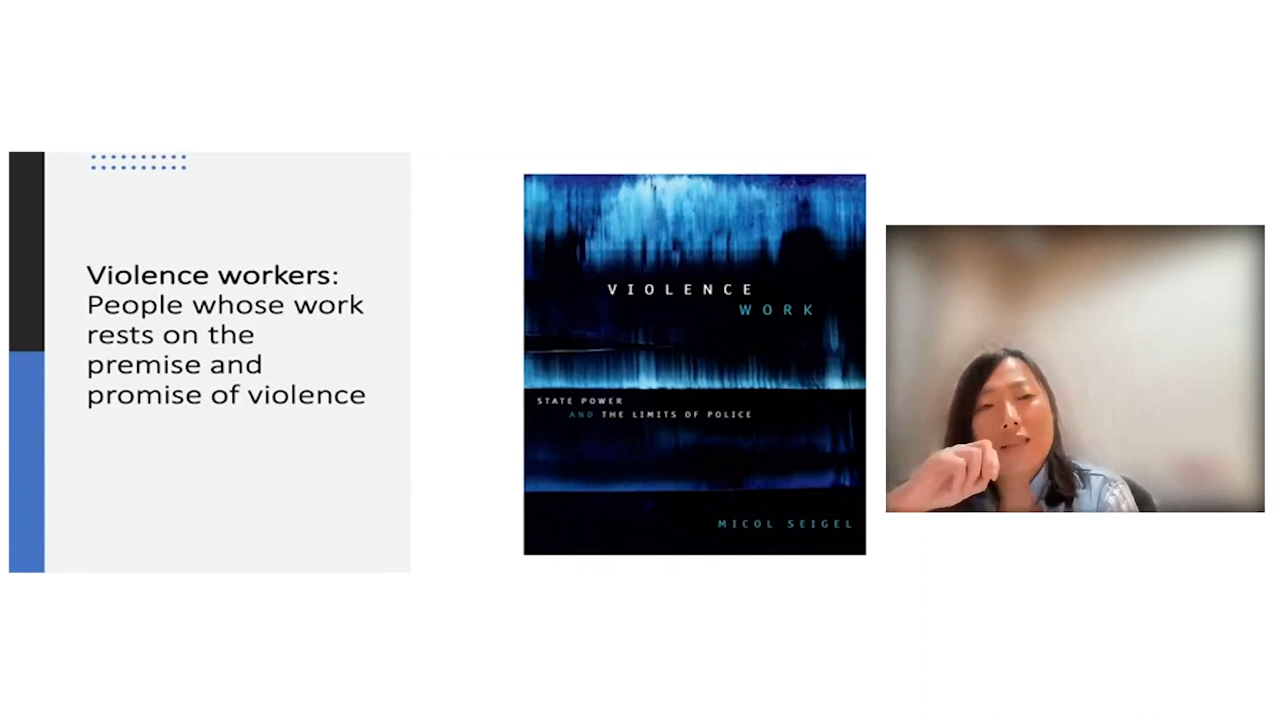 Violence workers:
People whose work
rests on the
premise and
promise of violence
VIOLENCE
WORK
STATE POWER
AND THE LIMITS OF POLICE
MICOL SEIGEL